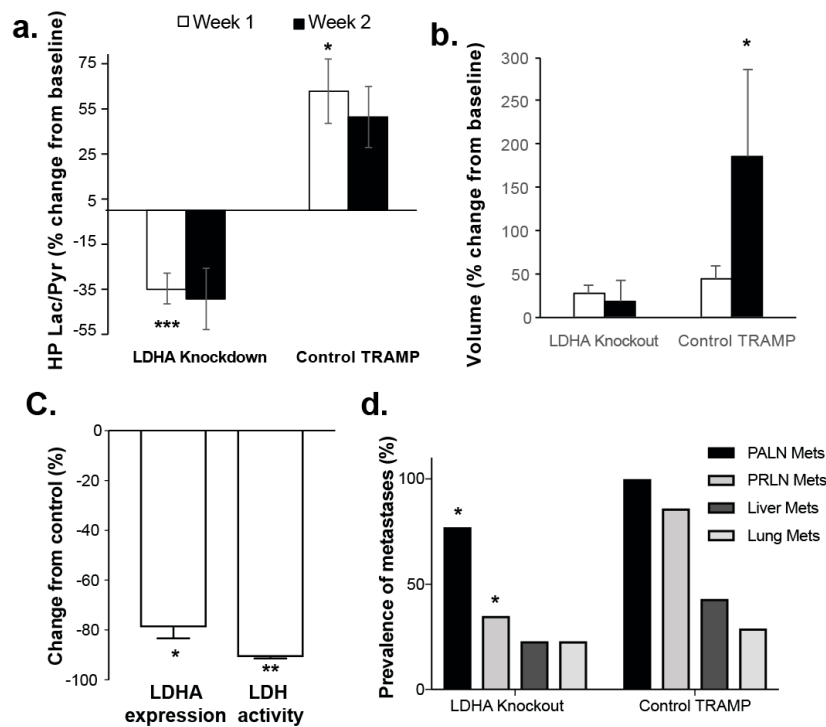 a.
Week 1 Week 2
HP Lac/Pyr (% change from baseline)
75
55
25
5
-15
-35
-55
*
***
LDHA Knockdown Control TRAMP
b.
Volume (% change from baseline)
300
250
200
150
100
50
0
*
LDHA Knockout Control TRAMP
C.
Change from control (%)
0
-20
-40
-60
-80
-100
*
**
LDHA LDH
expression activity
d.
Prevalence of metastases (%)
100
50
0
PALN Mets
PRLN Mets
Liver Mets
Lung Mets
*
*
LDHA Knockout Control TRAMP